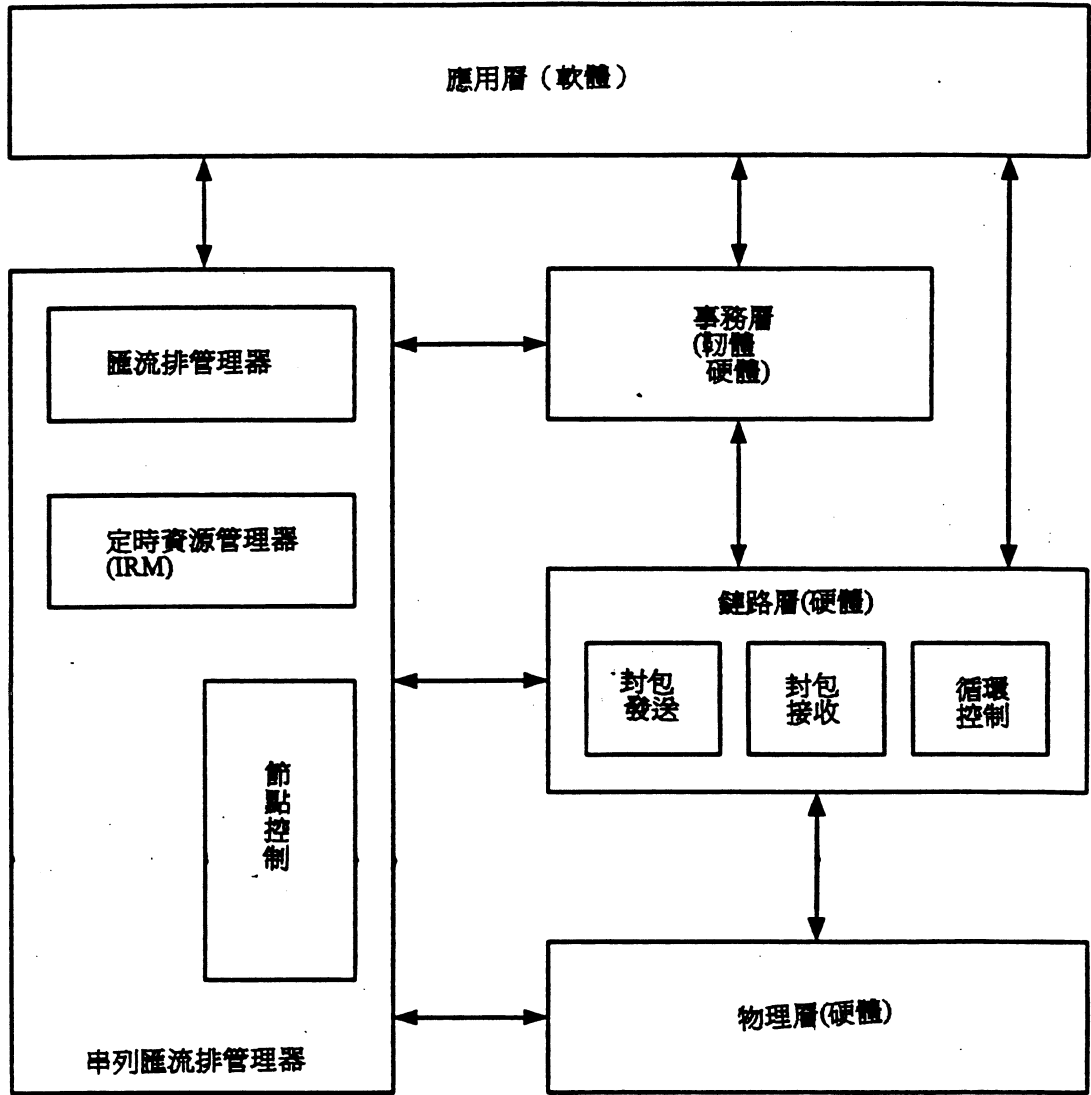 應用層（軟體）
匯流排管理器
事務層
(韌體
硬體)
定時資源管理器
(IRM)
鏈路層(硬體)
封包
發送
封包
接收
循環
控制
節
點
控
制
物理層(硬體)
串列匯流排管理器